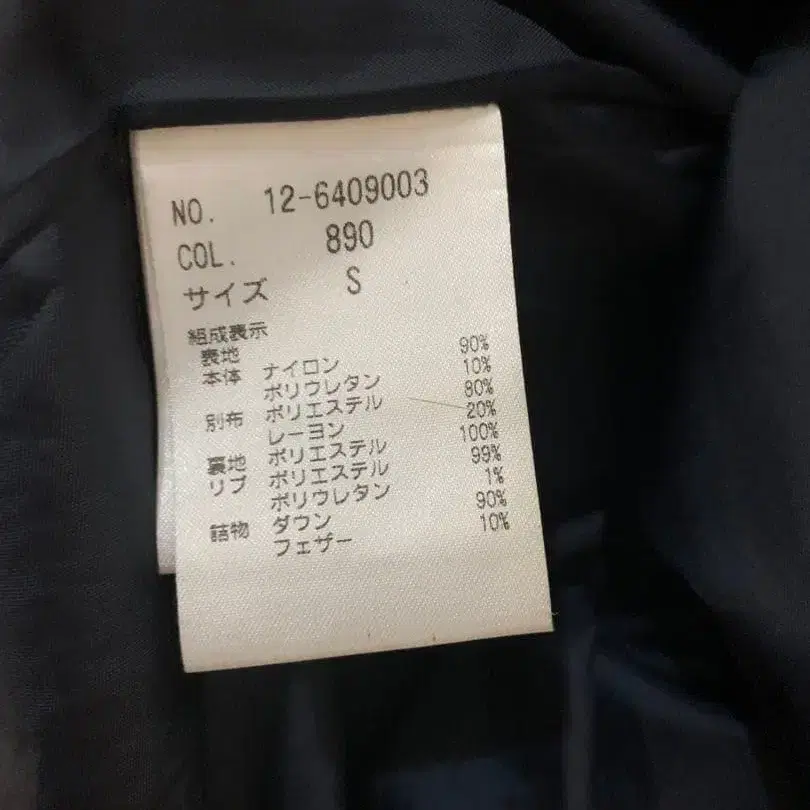 NO. 12-6409003
COL. 890
サイズ S
組成表示
表地
本体 ナイロン 90%
ポリウレタン 10%
別布 ポリエステル 80%
レーヨン 20%
裏地 ポリエステル 100%
リブ ポリエステル 99%
ポリウレタン 1%
詰物 ダウン 90%
フェザー 10%